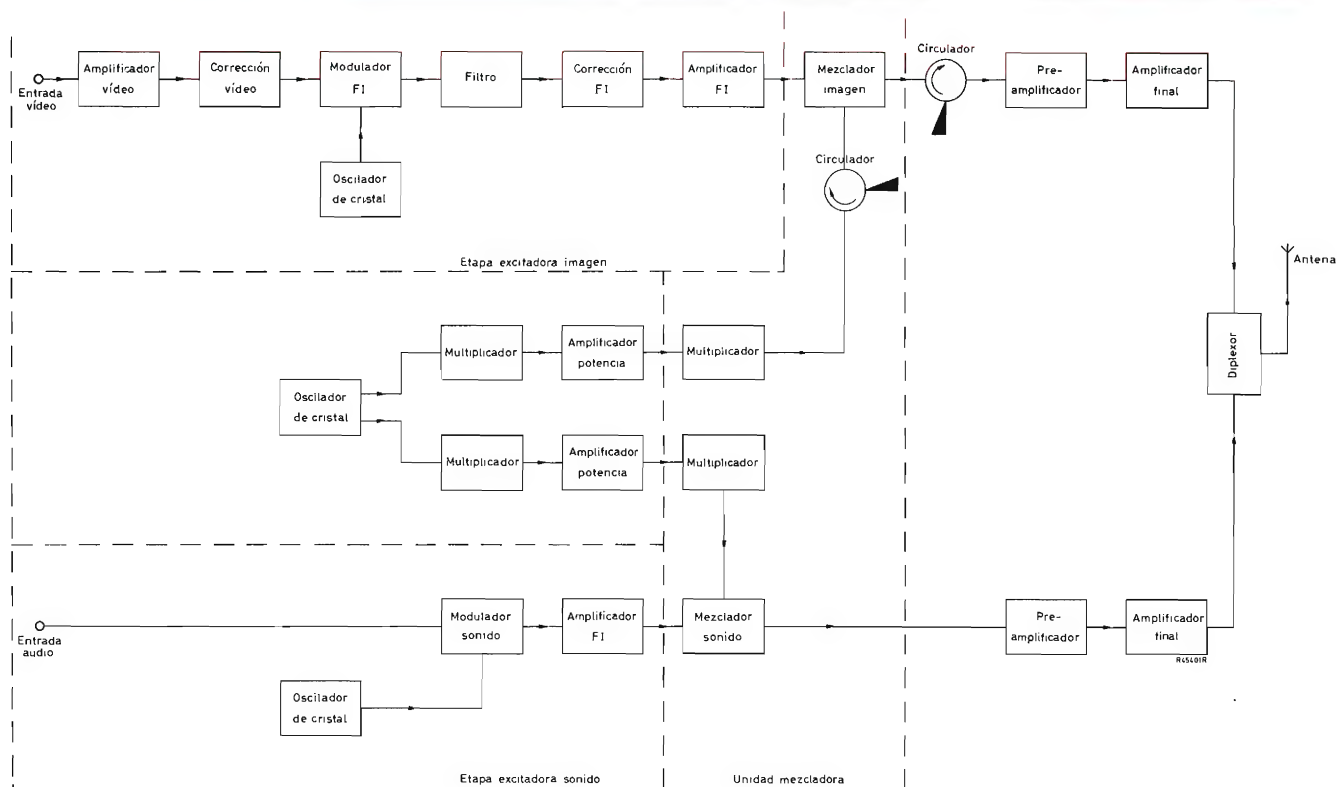 Entrada
vídeo
Amplificador
vídeo
Corrección
vídeo
Modulador
FI
Filtro
Corrección
FI
Amplificador
FI
Mezclador
imagen
Circulador
Pre-
amplificador
Amplificador
final
Oscilador
de cristal
Circulador
Etapa excitadora imagen
Antena
Multiplicador
Amplificador
potencia
Multiplicador
Diplexor
Oscilador
de cristal
Multiplicador
Amplificador
potencia
Multiplicador
Entrada
audio
Modulador
sonido
Amplificador
FI
Mezclador
sonido
Pre-
amplificador
Amplificador
final
R45401R
Oscilador
de cristal
Etapa excitadora sonido
Unidad mezcladora